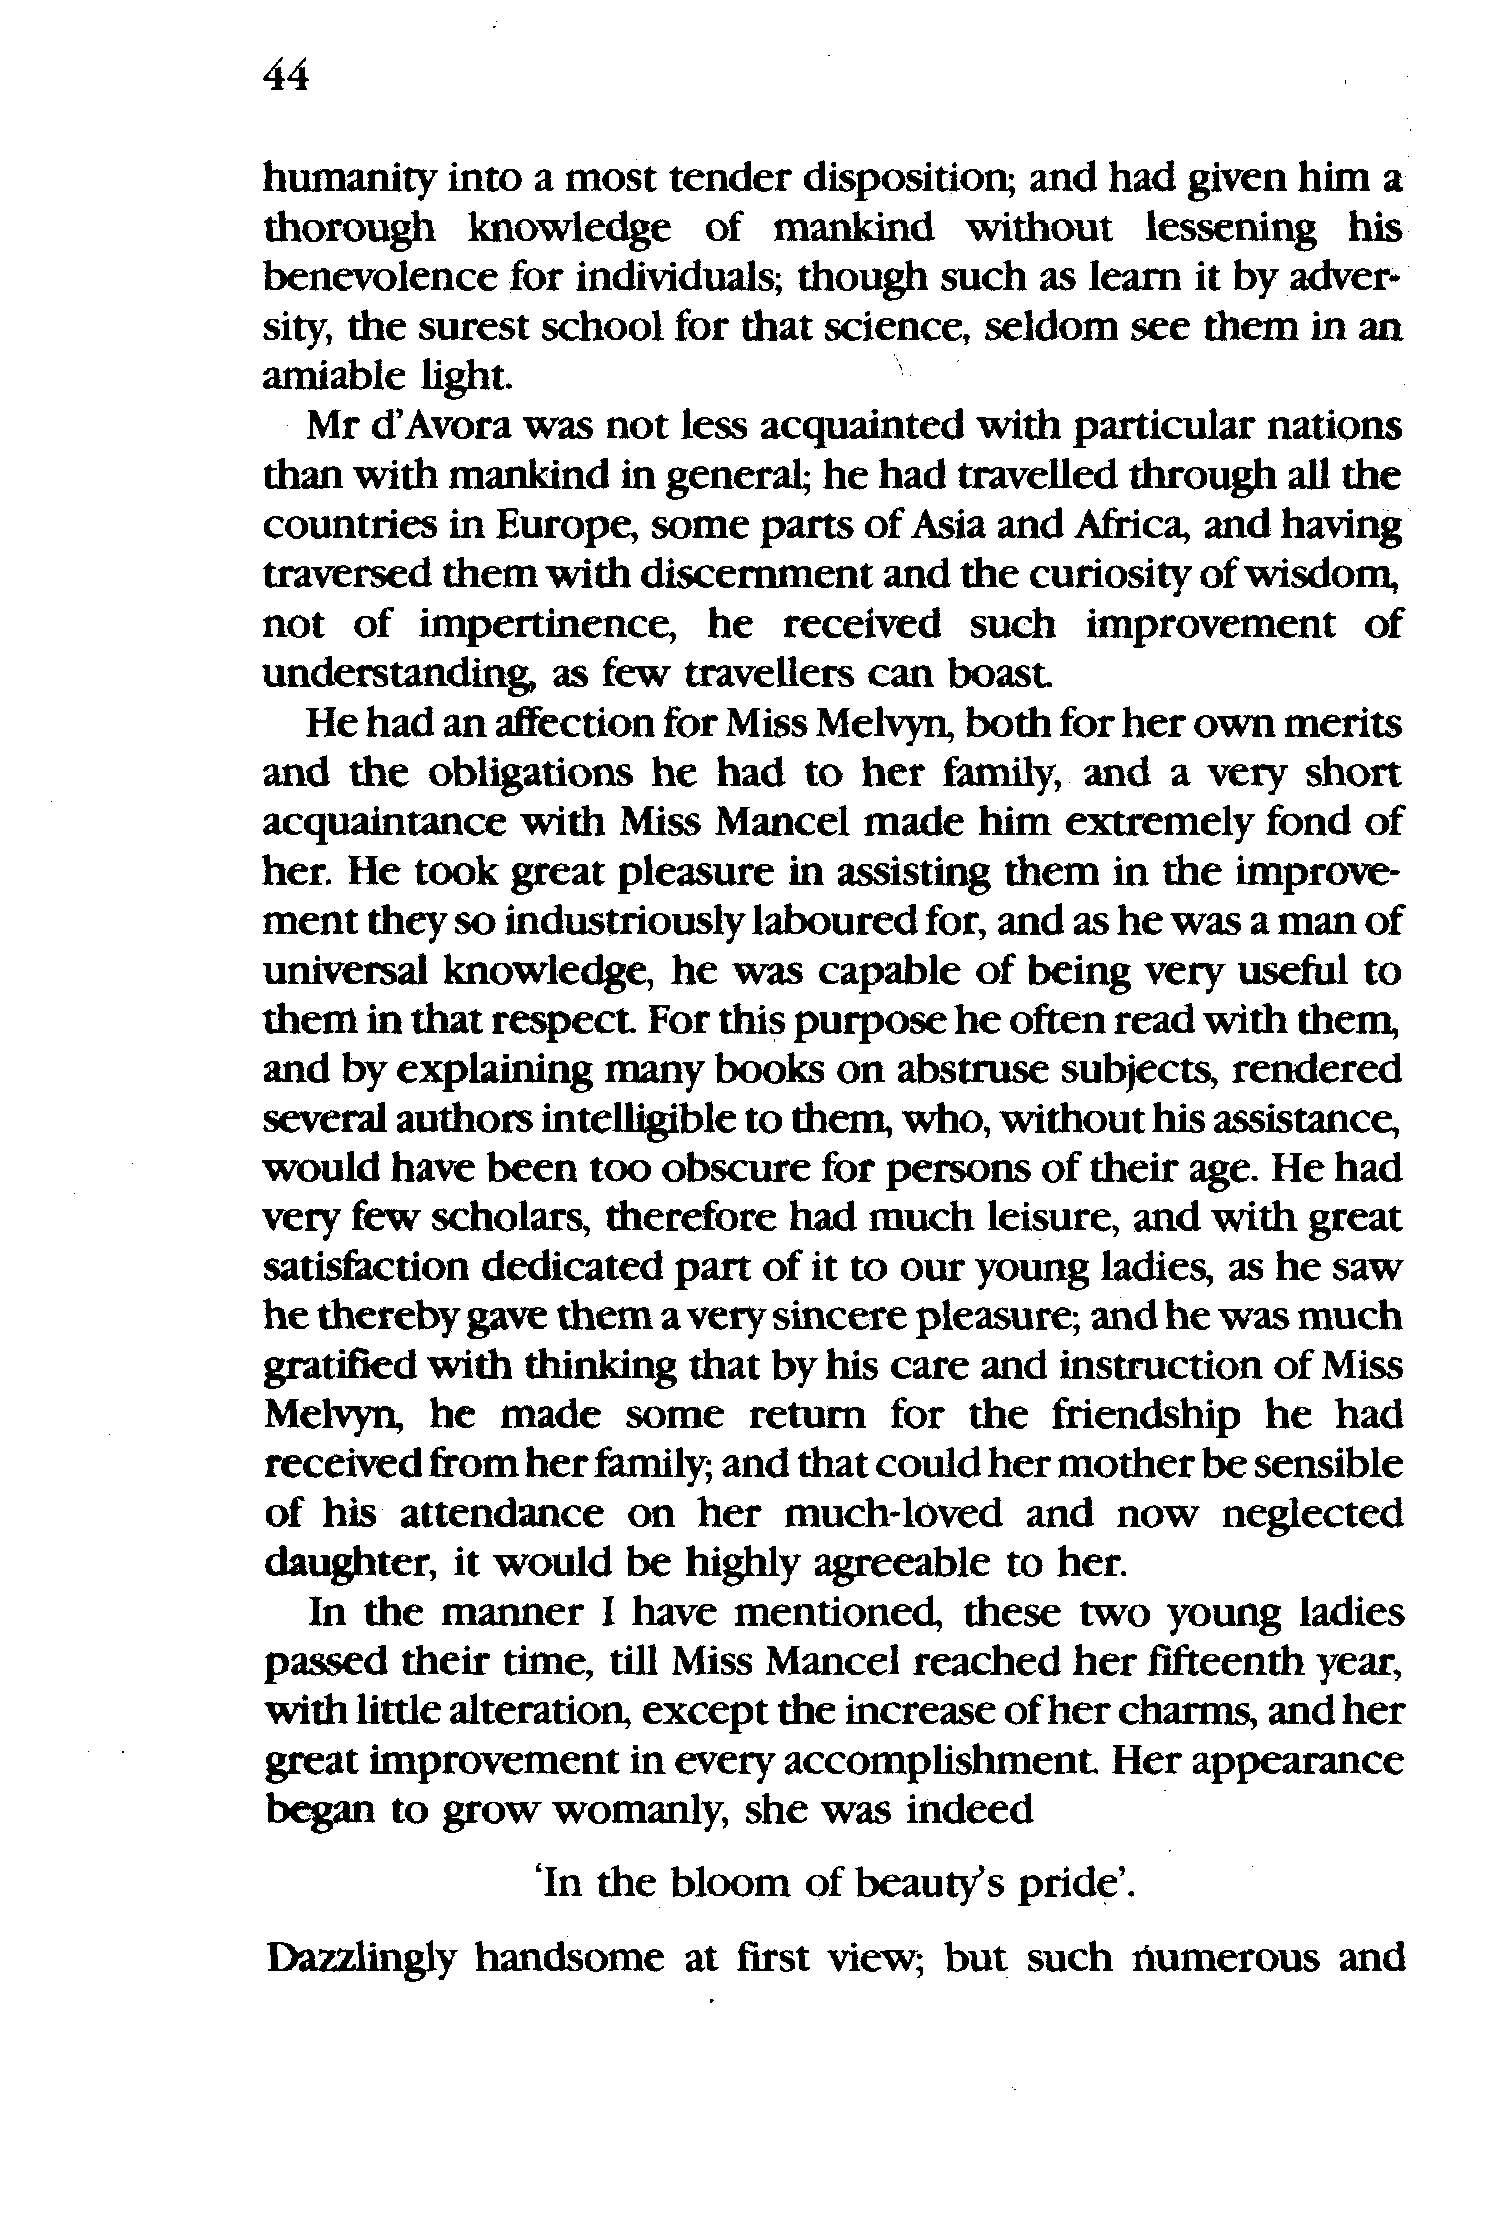 44
humanity into a most tender disposition; and had given him a
thorough knowledge of mankind without lessening his
benevolence for individuals; though such as learn it by adver-
sity, the surest school for that science, seldom see them in an
amiable light.
Mr d'Avora was not less acquainted with particular nations
than with mankind in general; he had travelled through all the
countries in Europe, some parts of Asia and Africa, and having
traversed them with discernment and the curiosity of wisdom,
not of impertinence, he received such improvement of
understanding, as few travellers can boast.
He had an affection for Miss Melvyn, both for her own merits
and the obligations he had to her family, and a very short
acquaintance with Miss Mancel made him extremely fond of
her. He took great pleasure in assisting them in the improve-
ment they so industriously laboured for, and as he was a man of
universal knowledge, he was capable of being very useful to
them in that respect. For this purpose he often read with them,
and by explaining many books on abstruse subjects, rendered
several authors intelligible to them, who, without his assistance,
would have been too obscure for persons of their age. He had
very few scholars, therefore had much leisure, and with great
satisfaction dedicated part of it to our young ladies, as he saw
he thereby gave them a very sincere pleasure; and he was much
gratified with thinking that by his care and instruction of Miss
Melvyn, he made some return for the friendship he had
received from her family; and that could her mother be sensible
of his attendance on her much-loved and now neglected
daughter, it would be highly agreeable to her.
In the manner I have mentioned, these two young ladies
passed their time, till Miss Mancel reached her fifteenth year,
with little alteration, except the increase of her charms, and her
great improvement in every accomplishment. Her appearance
began to grow womanly, she was indeed
'In the bloom of beauty's pride'.
Dazzlingly handsome at first view; but such numerous and